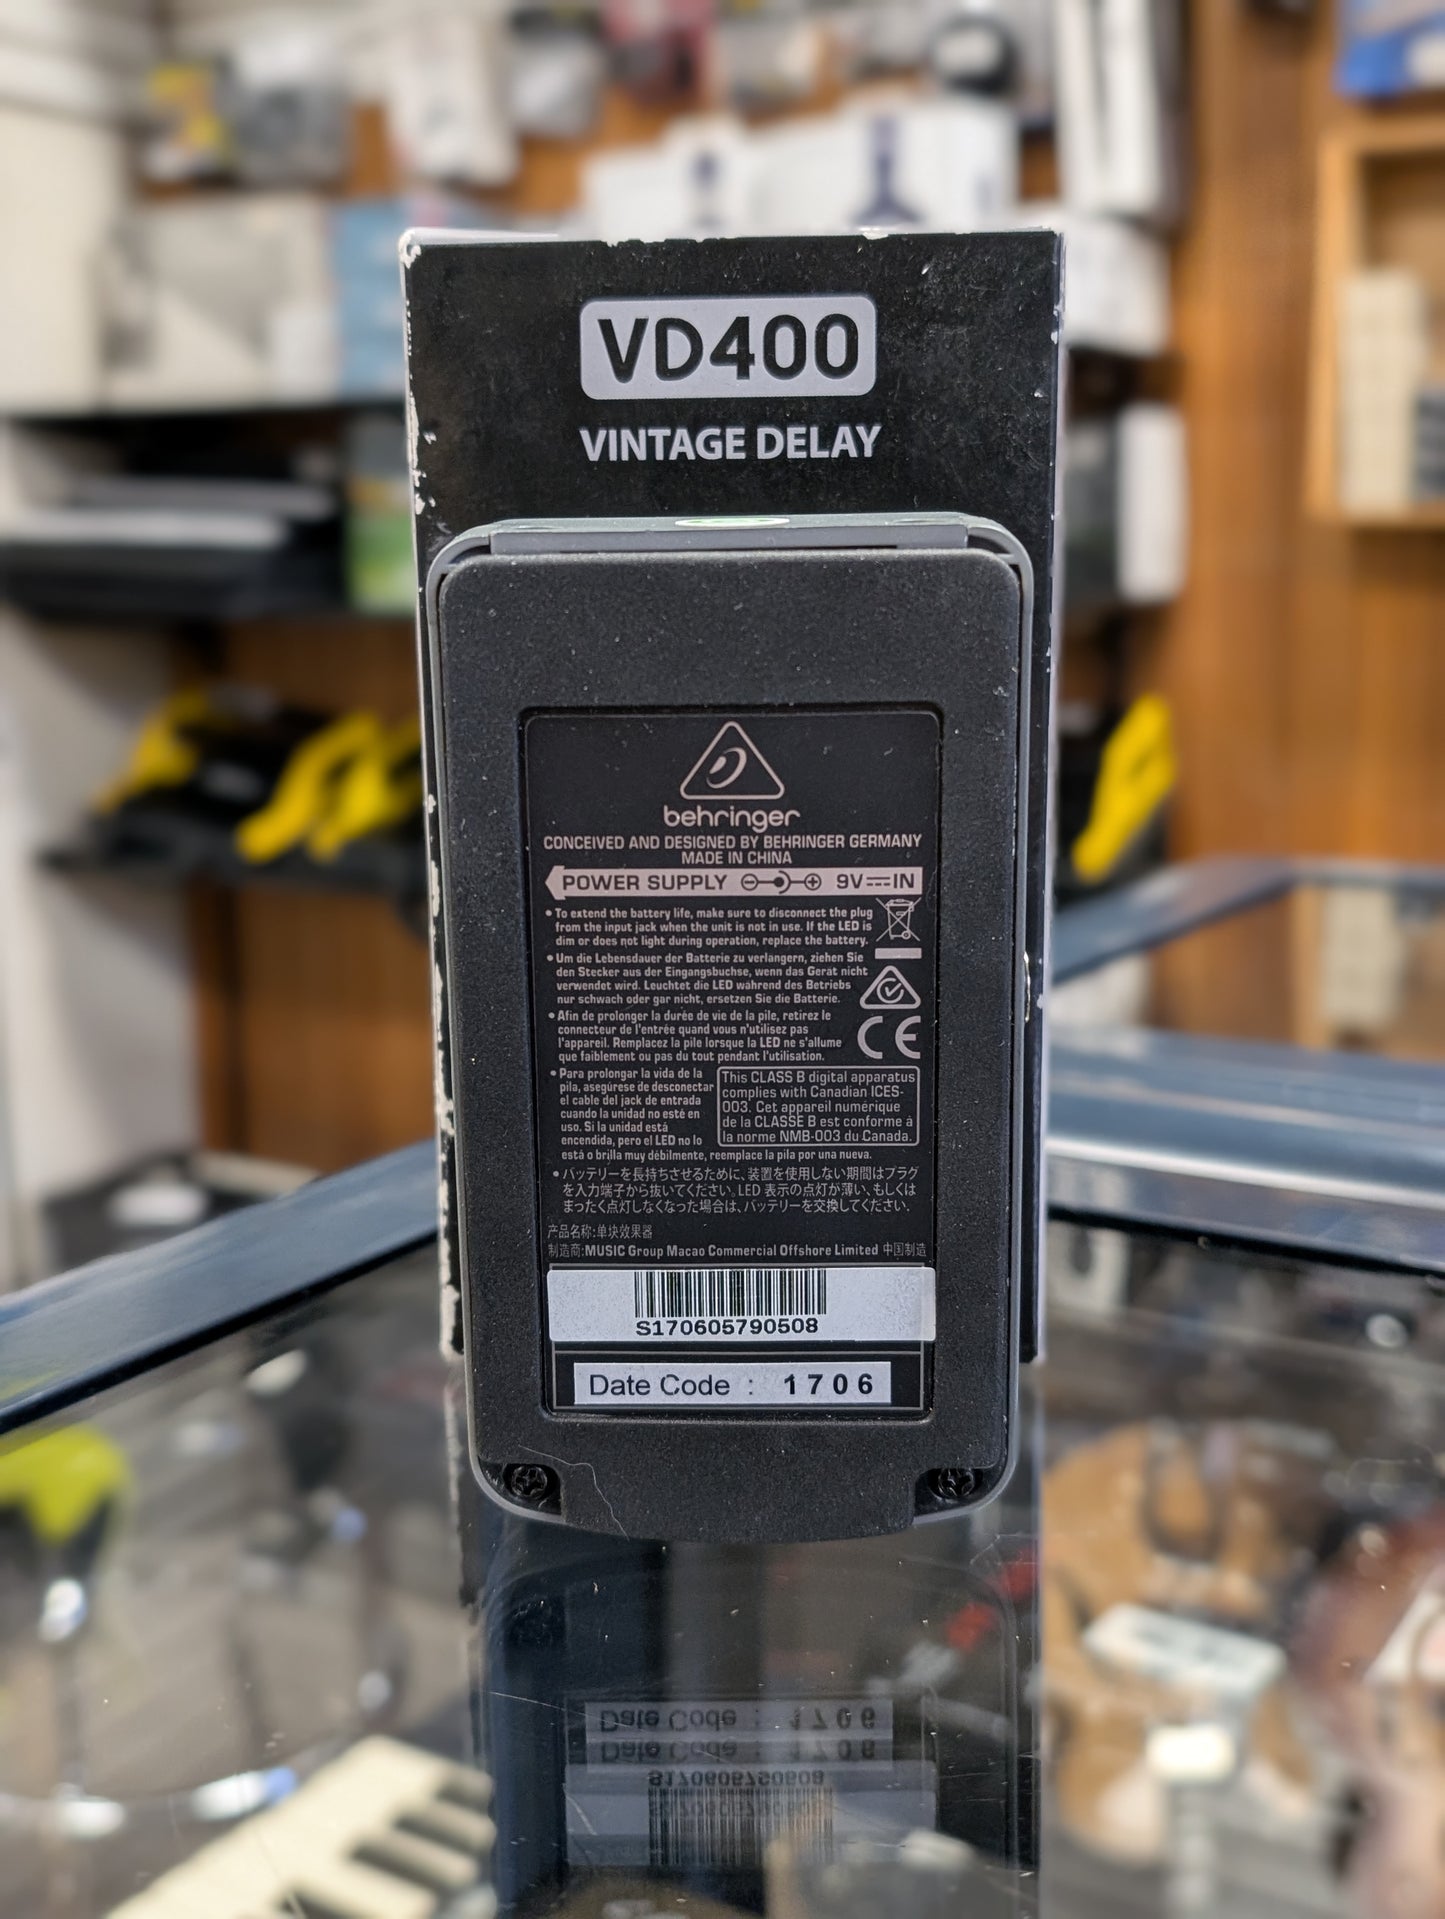 VD400
VINTAGE DELAY
behringer
CONCEIVED AND DESIGNED BY BEHRINGER GERMANY
MADE IN CHINA
POWER SUPPLY 9V IN
• To extend the battery life, make sure to disconnect the plug
from the input jack when the unit is not in use. If the LED is
dim or does not light during operation, replace the battery.
• Um die Lebensdauer der Batterie zu verlangern, ziehen Sie
den Stecker aus der Eingangsbuchse, wenn das Gerat nicht
verwendet wird. Leuchtet die LED während des Betriebs
nur schwach oder gar nicht, ersetzen Sie die Batterie.
• Afin de prolonger la durée de vie de la pile, retirez le
connecteur de l'entrée quand vous n'utilisez pas
l'appareil. Remplacez la pile lorsque la LED ne s'allume
que faiblement ou pas du tout pendant l'utilisation.
CE
• Para prolongar la vida de la
pila, asegúrese de desconectar
el cable del jack de entrada
cuando la unidad no esté en
uso. Si la unidad está
encendida, pero el LED no lo
está o brilla muy débilmente, reemplace la pila por una nueva.
This CLASS B digital apparatus
complies with Canadian ICES-
003. Cet appareil numérique
de la CLASSE B est conforme à
la norme NMB-003 du Canada.
• バッテリーを長持ちさせるために、装置を使用しない期間はプラグ
を入力端子から抜いてください。LED 表示の点灯が薄い、もしくは
まったく点灯しなくなった場合は、バッテリーを交換してください.
产品名称:单块效果器
制造商:MUSIC Group Macao Commercial Offshore Limited 中国制造
S170605790508
Date Code : 1706